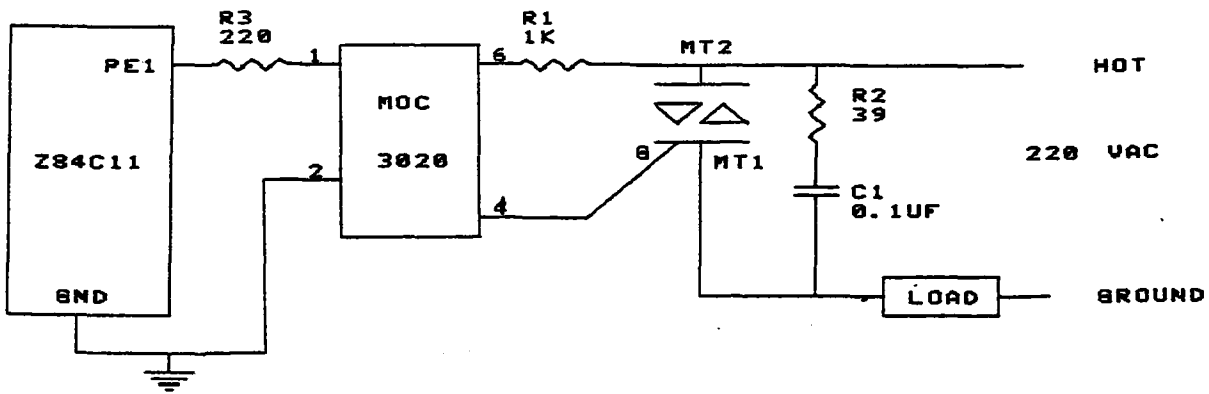 R3
220
R1
1K
PE1
1
6
MT2
HOT
MOC
3020
R2
39
Z84C11
2
G
MT1
220 VAC
4
C1
0.1UF
GND
LOAD
GROUND